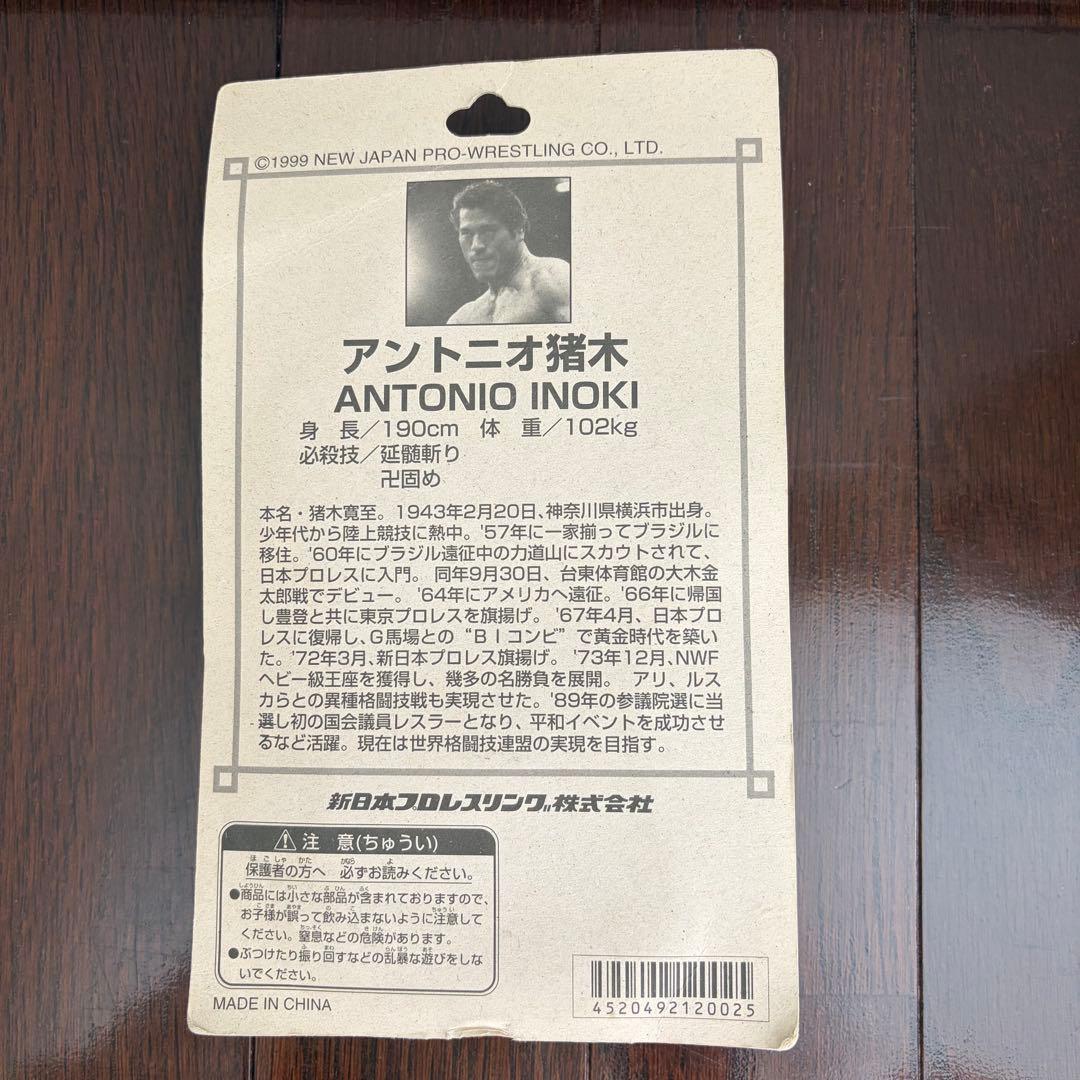 ©1999 NEW JAPAN PRO-WRESTLING CO., LTD.
アントニオ猪木
ANTONIO INOKI
身 長/190cm 体 重/102kg
必殺技/延髄斬り
卍固め
本名・猪木寛至。1943年2月20日、神奈川県横浜市出身。
少年代から陸上競技に熱中。'57年に一家揃ってブラジルに
移住。'60年にブラジル遠征中の力道山にスカウトされて、
日本プロレスに入門。同年9月30日、台東体育館の大木金
太郎戦でデビュー。'64年にアメリカへ遠征。'66年に帰国
し豊登と共に東京プロレスを旗揚げ。'67年4月、日本プロ
レスに復帰し、G馬場との“BIコンビ”で黄金時代を築い
た。'72年3月、新日本プロレス旗揚げ。'73年12月、NWF
ヘビー級王座を獲得し、幾多の名勝負を展開。アリ、ルス
カらとの異種格闘技戦も実現させた。'89年の参議院選に当
選し初の国会議員レスラーとなり、平和イベントを成功させ
るなど活躍。現在は世界格闘技連盟の実現を目指す。
新日本プロレスリング株式会社
⚠注 意(ちゅうい)
保護者の方へ 必ずお読みください。
●商品には小さな部品が含まれておりますので、
お子様が誤って飲み込まないように注意して
ください。窒息などの危険があります。
●ぶつけたり振り回すなどの乱暴な遊びをしな
いでください。
MADE IN CHINA
4520492120025